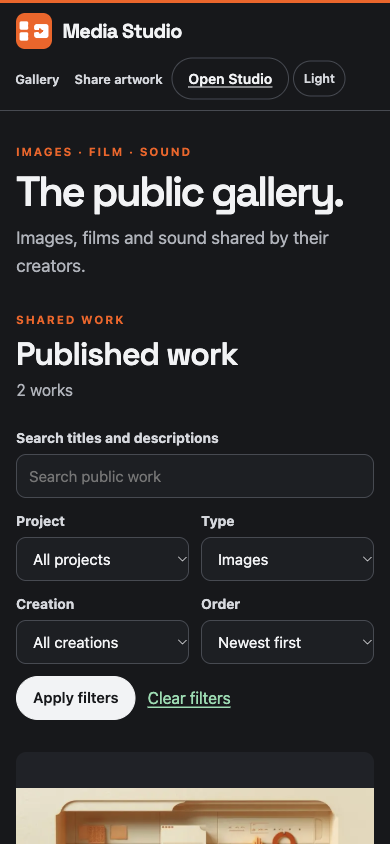 Media Studio
Gallery Share artwork Open Studio Light
IMAGES · FILM · SOUND
The public gallery.
Images, films and sound shared by their
creators.
SHARED WORK
Published work
2 works
Search titles and descriptions
Search public work
Project Type
All projects Images
Creation Order
All creations Newest first
Apply filters Clear filters